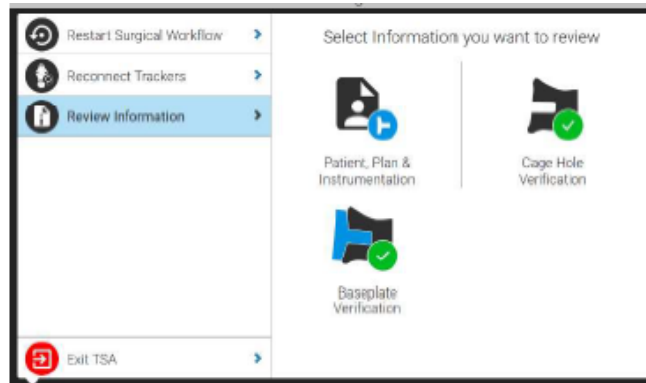 Restart Surgical Workflow
Reconnect Trackers
Review Information
Exit TSA
Select Information you want to review
Patient, Plan &
Instrumentation
Cage Hole
Verification
Baseplate
Verification